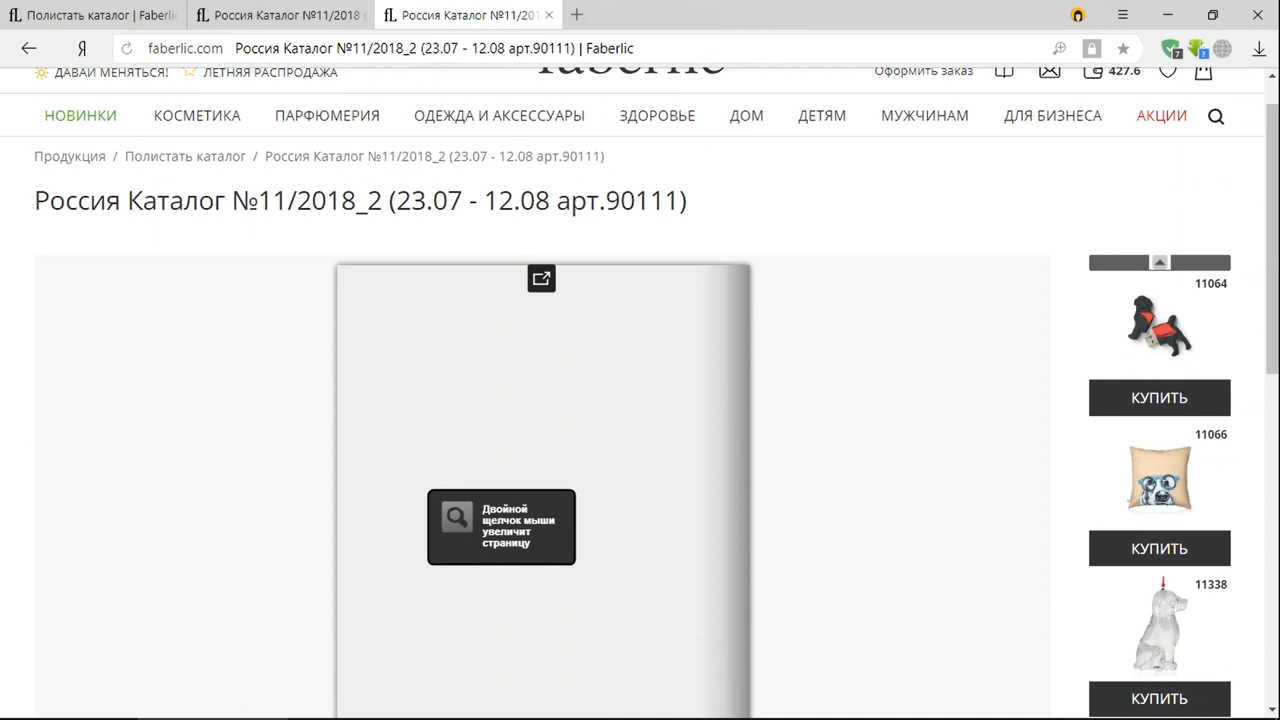 Полистать каталог | Faberlic
Россия Каталог №11/2018 (
Россия Каталог №11/201
Я
faberlic.com
Россия Каталог №11/2018_2 (23.07 - 12.08 арт.90111) | Faberlic
7
2
ДАВАЙ МЕНЯТЬСЯ!
ЛЕТНЯЯ РАСПРОДАЖА
faberlic
Оформить заказ
427.6
НОВИНКИ
КОСМЕТИКА
ПАРФЮМЕРИЯ
ОДЕЖДА И АКСЕССУАРЫ
ЗДОРОВЬЕ
ДОМ
ДЕТЯМ
МУЖЧИНАМ
ДЛЯ БИЗНЕСА
АКЦИИ
Продукция / Полистать каталог / Россия Каталог №11/2018_2 (23.07 - 12.08 арт.90111)
Россия Каталог №11/2018_2 (23.07 - 12.08 арт.90111)
Двойной
щелчок мыши
увеличит
страницу
11064
КУПИТЬ
11066
КУПИТЬ
11338
КУПИТЬ